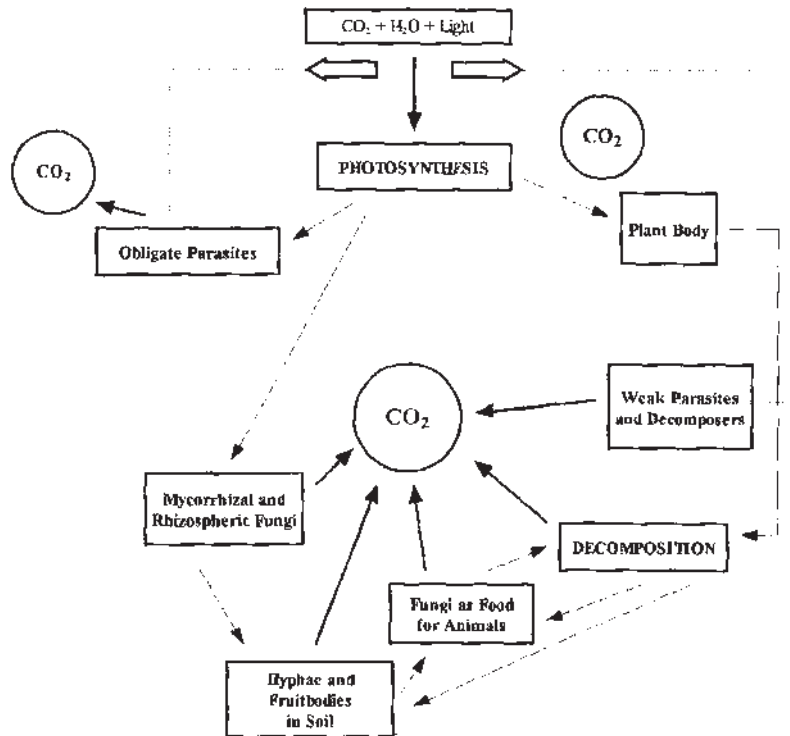 CO₂ + H₂O + Light
CO₂
CO₂
PHOTOSYNTHESIS
Plant Body
Obligate Parasites
CO₂
Weak Parasites
and Decomposers
Mycorrhizal and
Rhizospheric Fungi
DECOMPOSITION
Fungi as Food
for Animals
Hyphae and
Fruitbodies
in Soil